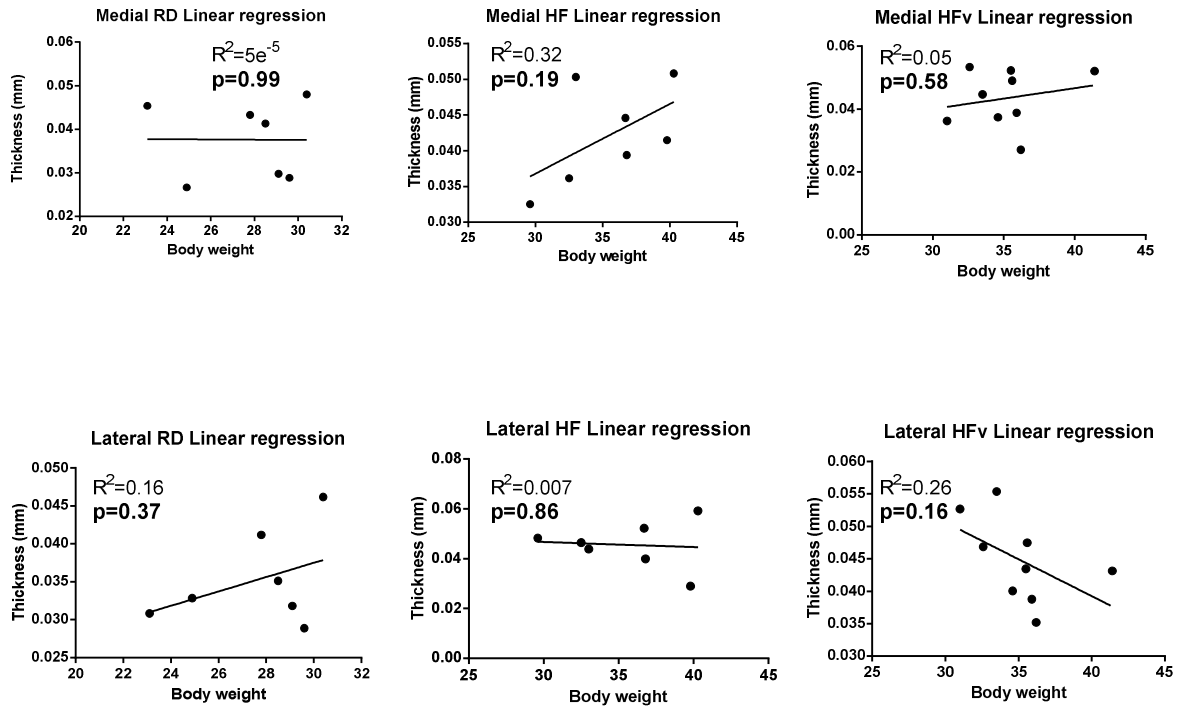 Medial RD Linear regression
R²=5e⁻⁵
p=0.99
Thickness (mm)
0.06
0.05
0.04
0.03
0.02
20 22 24 26 28 30 32
Body weight
Medial HF Linear regression
R²=0.32
p=0.19
Thickness (mm)
0.055
0.050
0.045
0.040
0.035
0.030
25 30 35 40 45
Body weight
Medial HFv Linear regression
R²=0.05
p=0.58
Thickness (mm)
0.06
0.04
0.02
0.00
25 30 35 40 45
Body weight
Lateral RD Linear regression
R²=0.16
p=0.37
Thickness (mm)
0.050
0.045
0.040
0.035
0.030
0.025
20 22 24 26 28 30 32
Body weight
Lateral HF Linear regression
R²=0.007
p=0.86
Thickness (mm)
0.08
0.06
0.04
0.02
0.00
25 30 35 40 45
Body weight
Lateral HFv Linear regression
R²=0.26
p=0.16
Thickness (mm)
0.060
0.055
0.050
0.045
0.040
0.035
0.030
25 30 35 40 45
Body weight